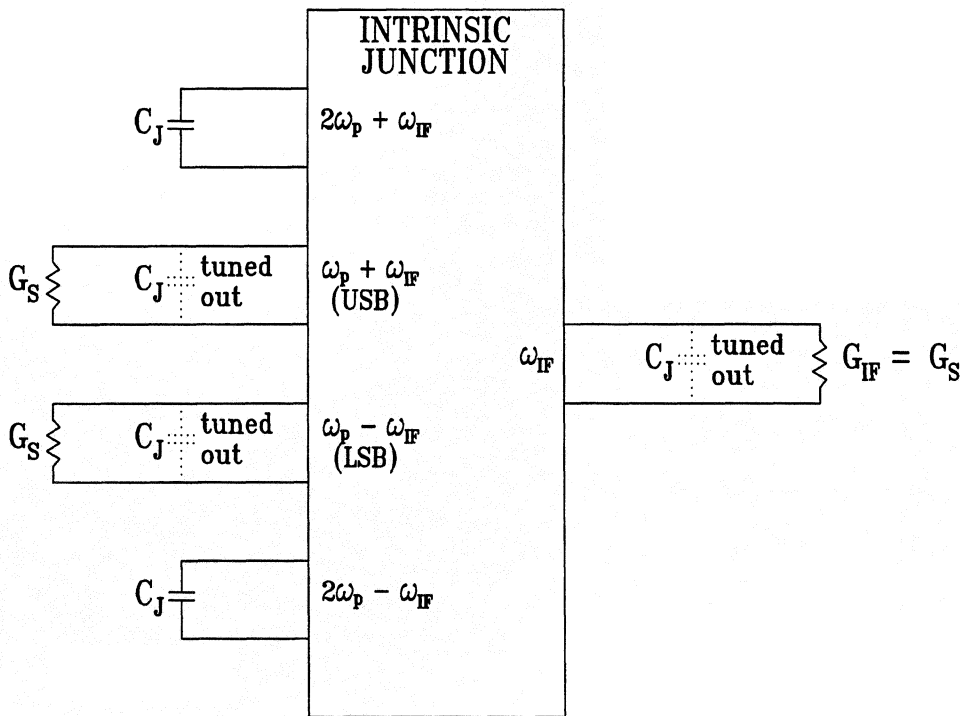 INTRINSIC
JUNCTION
C_J
2ω_p + ω_IF
G_S
C_J
tuned
out
ω_p + ω_IF
(USB)
ω_IF
C_J
tuned
out
G_IF = G_S
G_S
C_J
tuned
out
ω_p − ω_IF
(LSB)
C_J
2ω_p − ω_IF